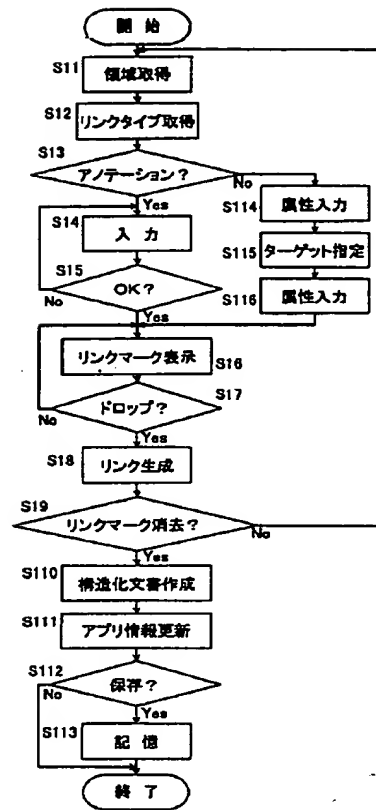 開 始
S11
領域取得
S12
リンクタイプ取得
S13
アノテーション？
No
Yes
S114
属性入力
S14
入 力
S115
ターゲット指定
S15
OK？
No
S116
属性入力
Yes
リンクマーク表示
S16
S17
ドロップ？
No
Yes
S18
リンク生成
S19
リンクマーク消去？
No
Yes
S110
構造化文書作成
S111
アプリ情報更新
S112
保存？
No
Yes
S113
記 憶
終 了